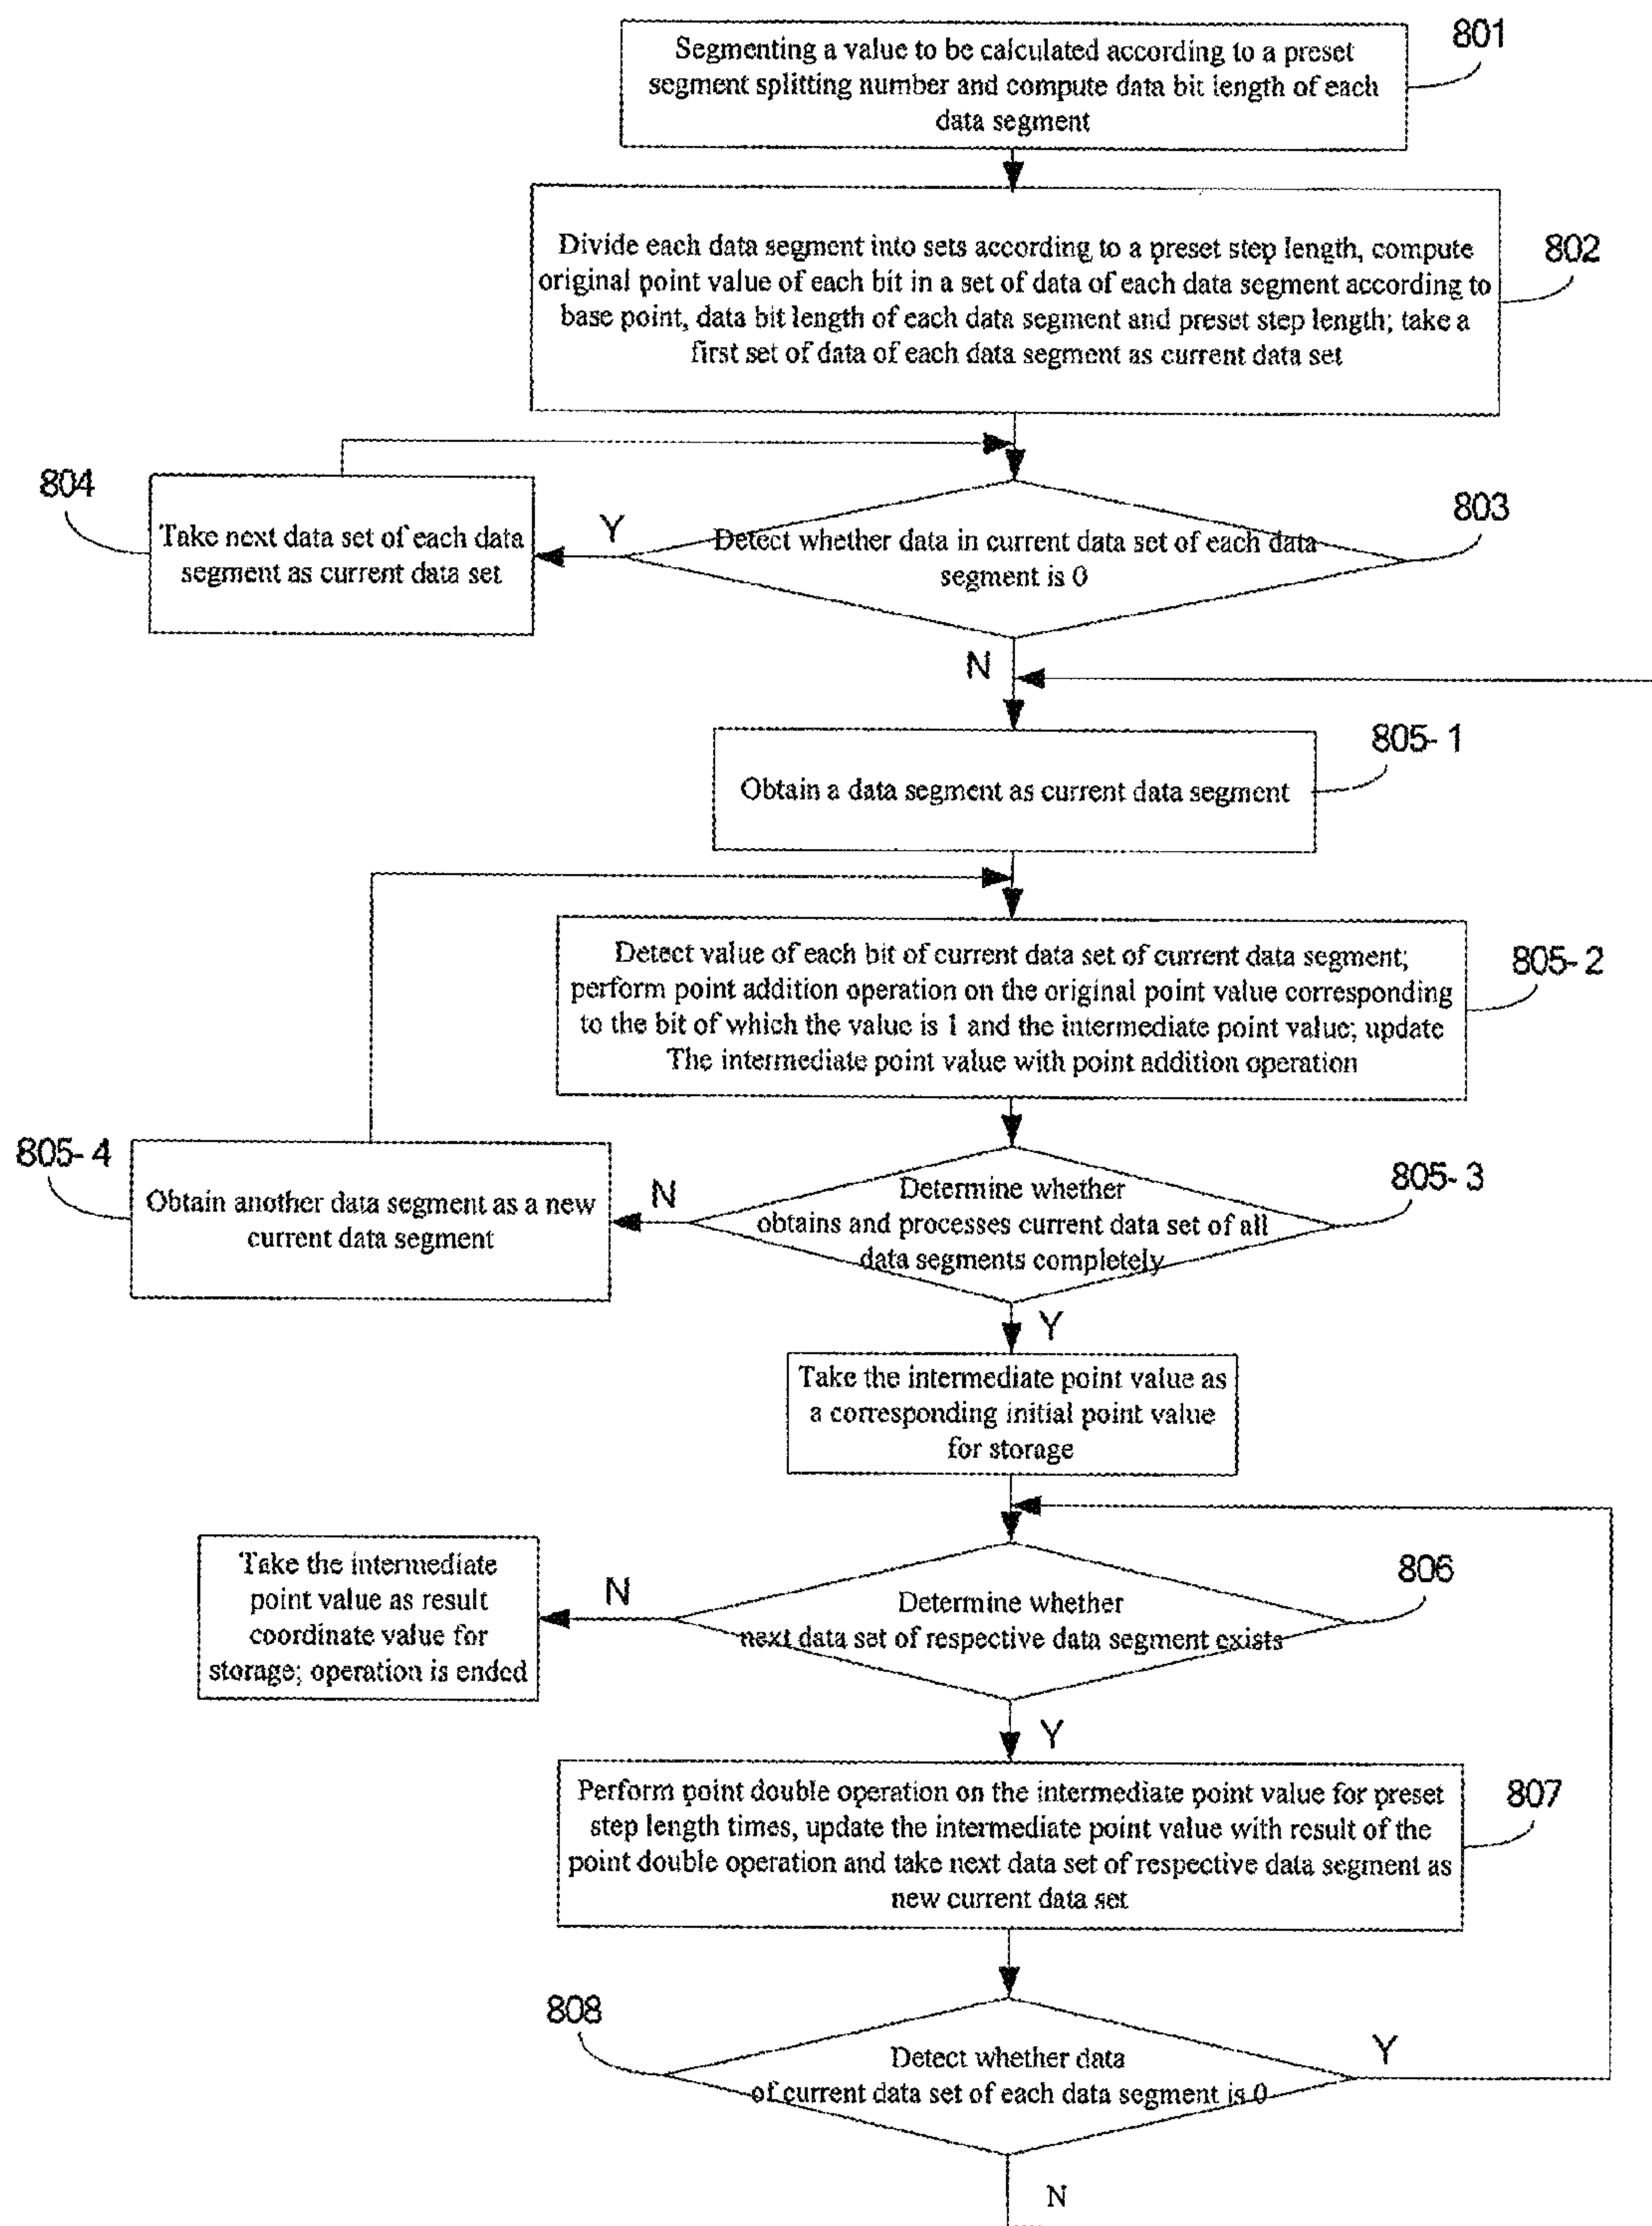 801
Segmenting a value to be calculated according to a preset
segment splitting number and compute data bit length of each
data segment
802
Divide each data segment into sets according to a preset step length, compute
original point value of each bit in a set of data of each data segment according to
base point, data bit length of each data segment and preset step length; take a
first set of data of each data segment as current data set
804
Take next data set of each data
segment as current data set
Y
803
Detect whether data in current data set of each data
segment is 0
N
805-1
Obtain a data segment as current data segment
805-2
Detect value of each bit of current data set of current data segment;
perform point addition operation on the original point value corresponding
to the bit of which the value is 1 and the intermediate point value; update
The intermediate point value with point addition operation
805-4
Obtain another data segment as a new
current data segment
N
805-3
Determine whether
obtains and processes current data set of all
data segments completely
Y
Take the intermediate point value as
a corresponding initial point value
for storage
Take the intermediate
point value as result
coordinate value for
storage; operation is ended
N
806
Determine whether
next data set of respective data segment exists
Y
807
Perform point double operation on the intermediate point value for preset
step length times, update the intermediate point value with result of the
point double operation and take next data set of respective data segment as
new current data set
808
Detect whether data
of current data set of each data segment is 0
Y
N